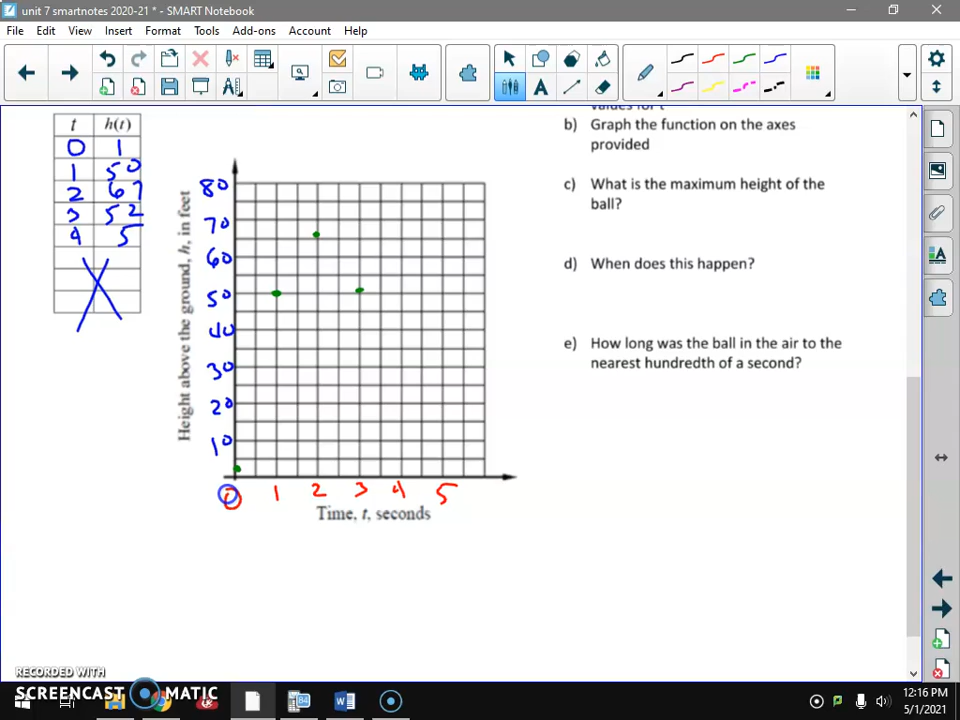 unit 7 smartnotes 2020-21 * - SMART Notebook
File Edit View Insert Format Tools Add-ons Account Help
t h(t)
0 1
1 50
2 67
3 52
4 5
b) Graph the function on the axes
provided
c) What is the maximum height of the
ball?
d) When does this happen?
e) How long was the ball in the air to the
nearest hundredth of a second?
Height above the ground, h, in feet
80
70
60
50
40
30
20
10
0 1 2 3 4 5
Time, t, seconds
RECORDED WITH
SCREENCAST MATIC
12:16 PM
5/1/2021